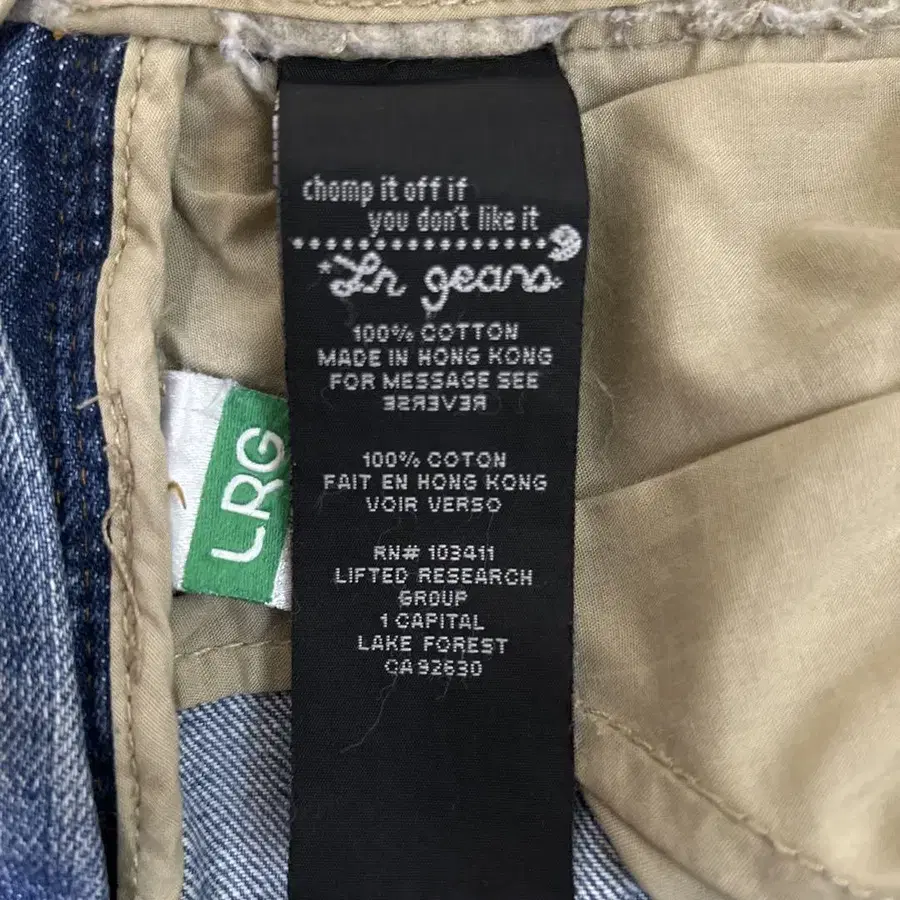 chomp it off if
you don't like it
Ln jeans
100% COTTON
MADE IN HONG KONG
FOR MESSAGE SEE
REVERSE
100% COTON
FAIT EN HONG KONG
VOIR VERSO
RN# 103411
LIFTED RESEARCH
GROUP
1 CAPITAL
LAKE FOREST
CA 92630
LRG